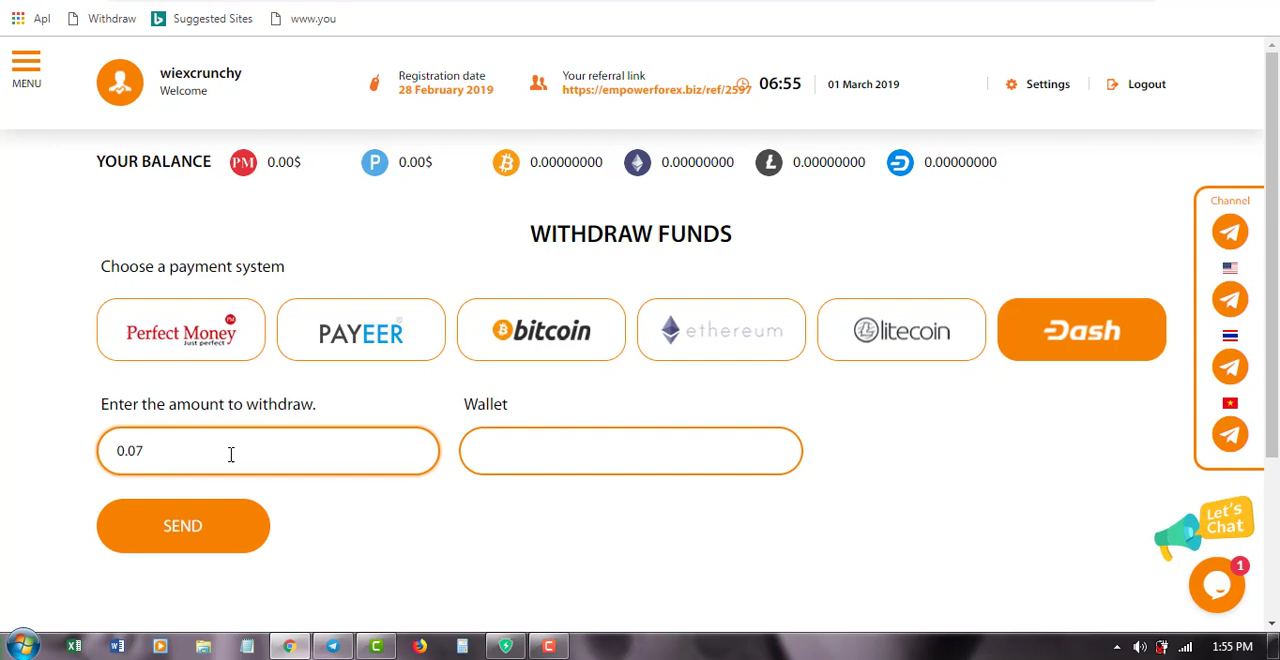 Apl Withdraw Suggested Sites www.you
MENU
wiexcrunchy
Welcome
Registration date
28 February 2019
Your referral link
https://empowerforex.biz/ref/2597
06:55
01 March 2019
Settings
Logout
YOUR BALANCE PM 0.00$ P 0.00$ 0.00000000 0.00000000 0.00000000 0.00000000
Channel
WITHDRAW FUNDS
Choose a payment system
Perfect Money PM
Just perfect
PAYEER
bitcoin
ethereum
litecoin
Dash
Enter the amount to withdraw. Wallet
0.07
SEND
Let's
Chat
1
1:55 PM